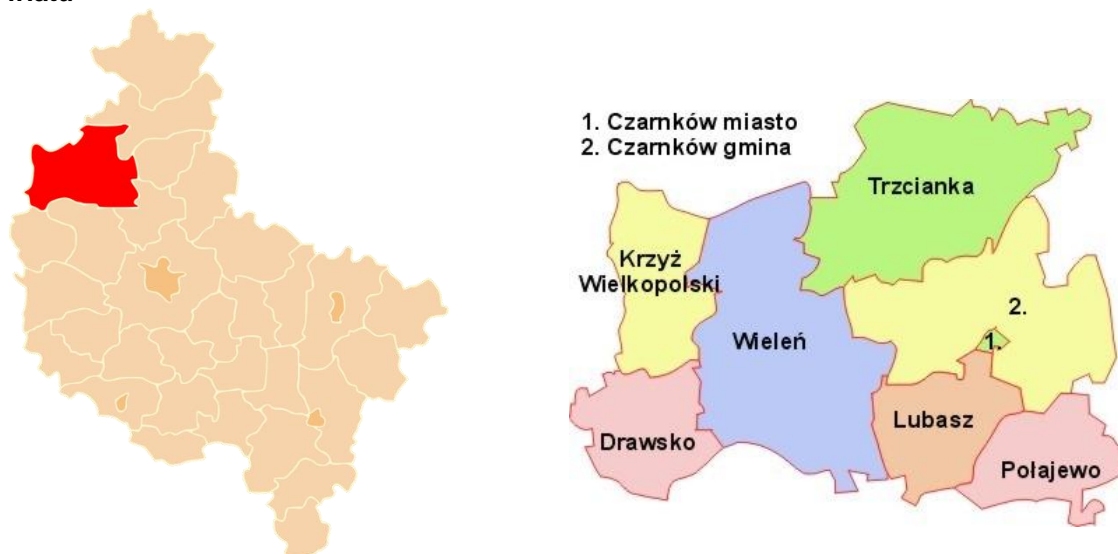 1. Czarnków miasto
2. Czarnków gmina
Trzcianka
Krzyż
Wielkopolski
2.
1.
Wieleń
Lubasz
Drawsko
Połajewo